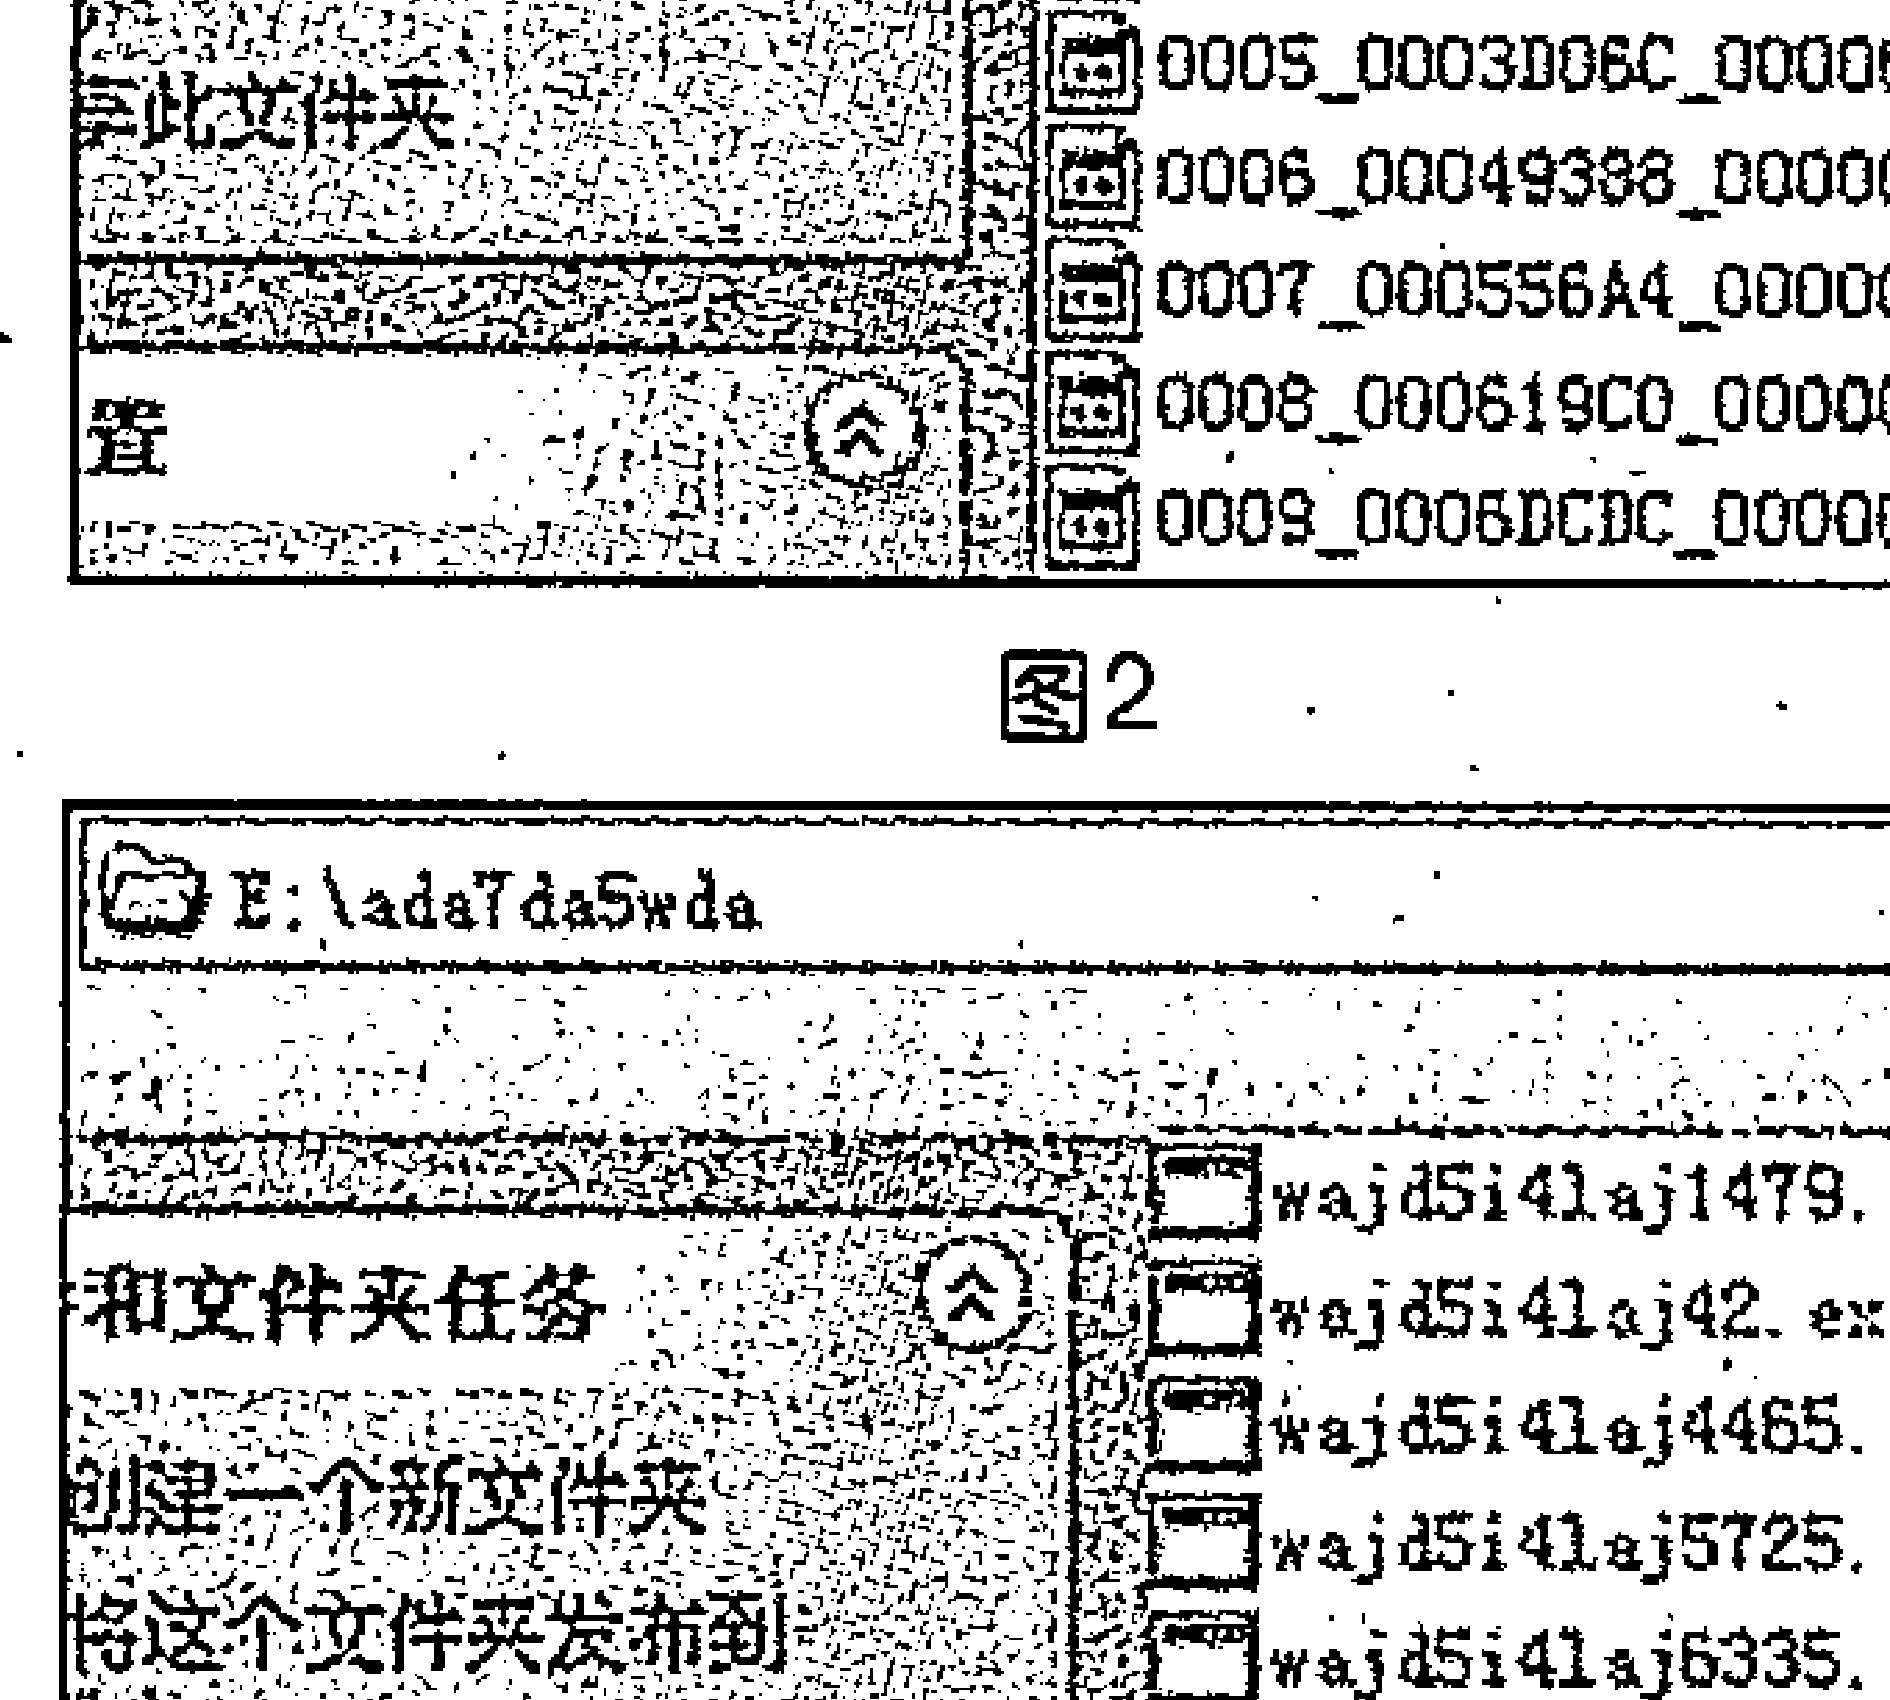 0005_0003D06C_0000
享此文件夹
0006_00049388_0000
0007_000556A4_0000
置
0008_000619C0_0000
0009_0006DCDC_0000
图2
E:\ada7da5wda
wajd5i41aj1479.
和文件夹任务
wajd5i41aj42.ex
wajd5i41aj4465.
创建一个新文件夹
wajd5i41aj5725.
将这个文件夹发布到
wajd5i41aj6335.